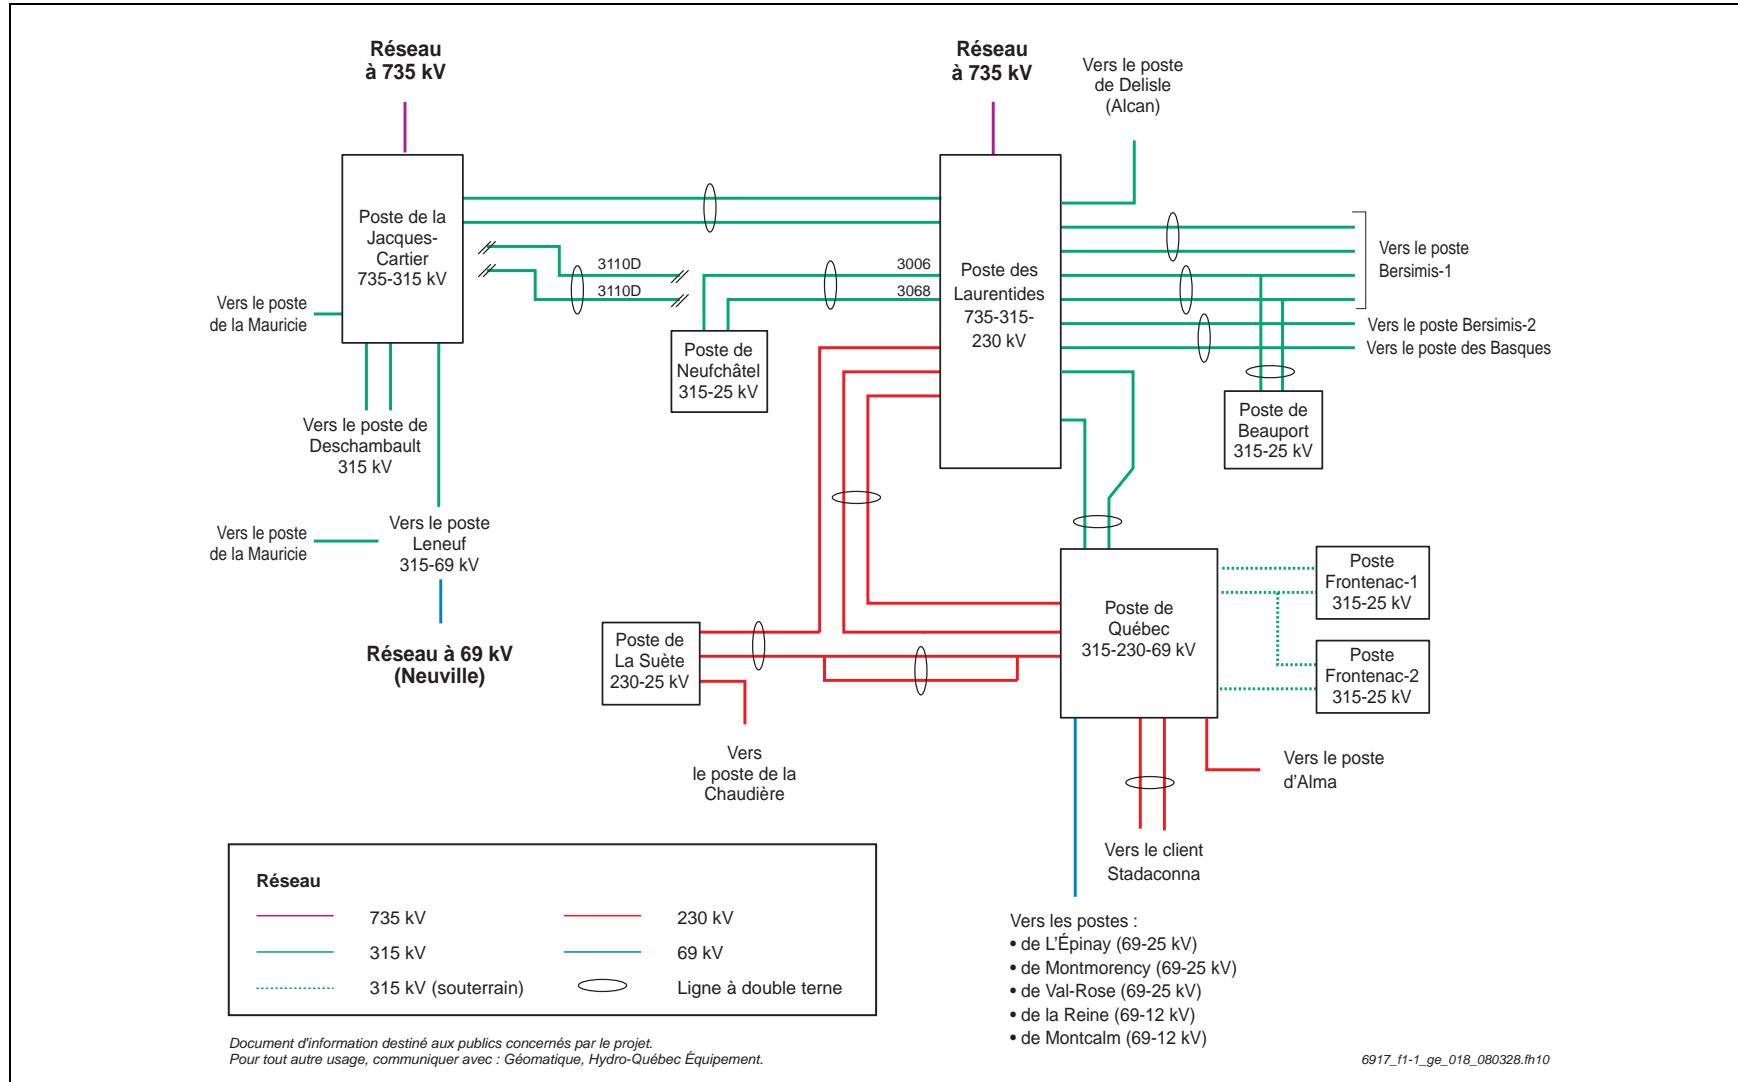 Réseau
à 735 kV
Réseau
à 735 kV
Vers le poste
de Delisle
(Alcan)
Poste de la
Jacques-
Cartier
735-315 kV
3110D
3110D
3006
3068
Poste des
Laurentides
735-315-
230 kV
Vers le poste
Bersimis-1
Vers le poste Bersimis-2
Vers le poste des Basques
Vers le poste
de la Mauricie
Poste de
Neufchâtel
315-25 kV
Poste de
Beauport
315-25 kV
Vers le poste de
Deschambault
315 kV
Vers le poste
de la Mauricie
Vers le poste
Leneuf
315-69 kV
Réseau à 69 kV
(Neuville)
Poste de
La Suète
230-25 kV
Poste de
Québec
315-230-69 kV
Poste
Frontenac-1
315-25 kV
Poste
Frontenac-2
315-25 kV
Vers
le poste de la
Chaudière
Vers le poste
d'Alma
Vers le client
Stadaconna
Vers les postes :
• de L'Épinay (69-25 kV)
• de Montmorency (69-25 kV)
• de Val-Rose (69-25 kV)
• de la Reine (69-12 kV)
• de Montcalm (69-12 kV)
Réseau
735 kV
230 kV
315 kV
69 kV
315 kV (souterrain)
Ligne à double terne
Document d'information destiné aux publics concernés par le projet.
Pour tout autre usage, communiquer avec : Géomatique, Hydro-Québec Équipement.
6917_f1-1_ge_018_080328.fh10